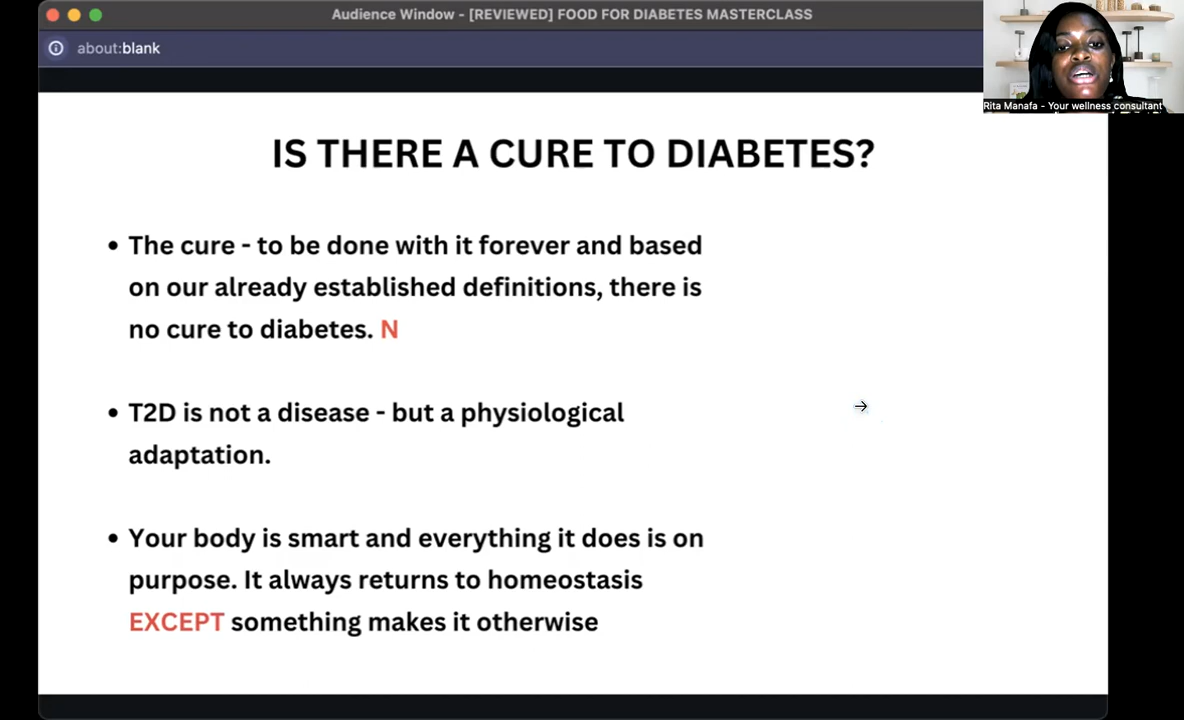 Audience Window - [REVIEWED] FOOD FOR DIABETES MASTERCLASS
about:blank
Rita Manafa - Your wellness consultant
IS THERE A CURE TO DIABETES?
• The cure - to be done with it forever and based
on our already established definitions, there is
no cure to diabetes. N
• T2D is not a disease - but a physiological
adaptation.
• Your body is smart and everything it does is on
purpose. It always returns to homeostasis
EXCEPT something makes it otherwise